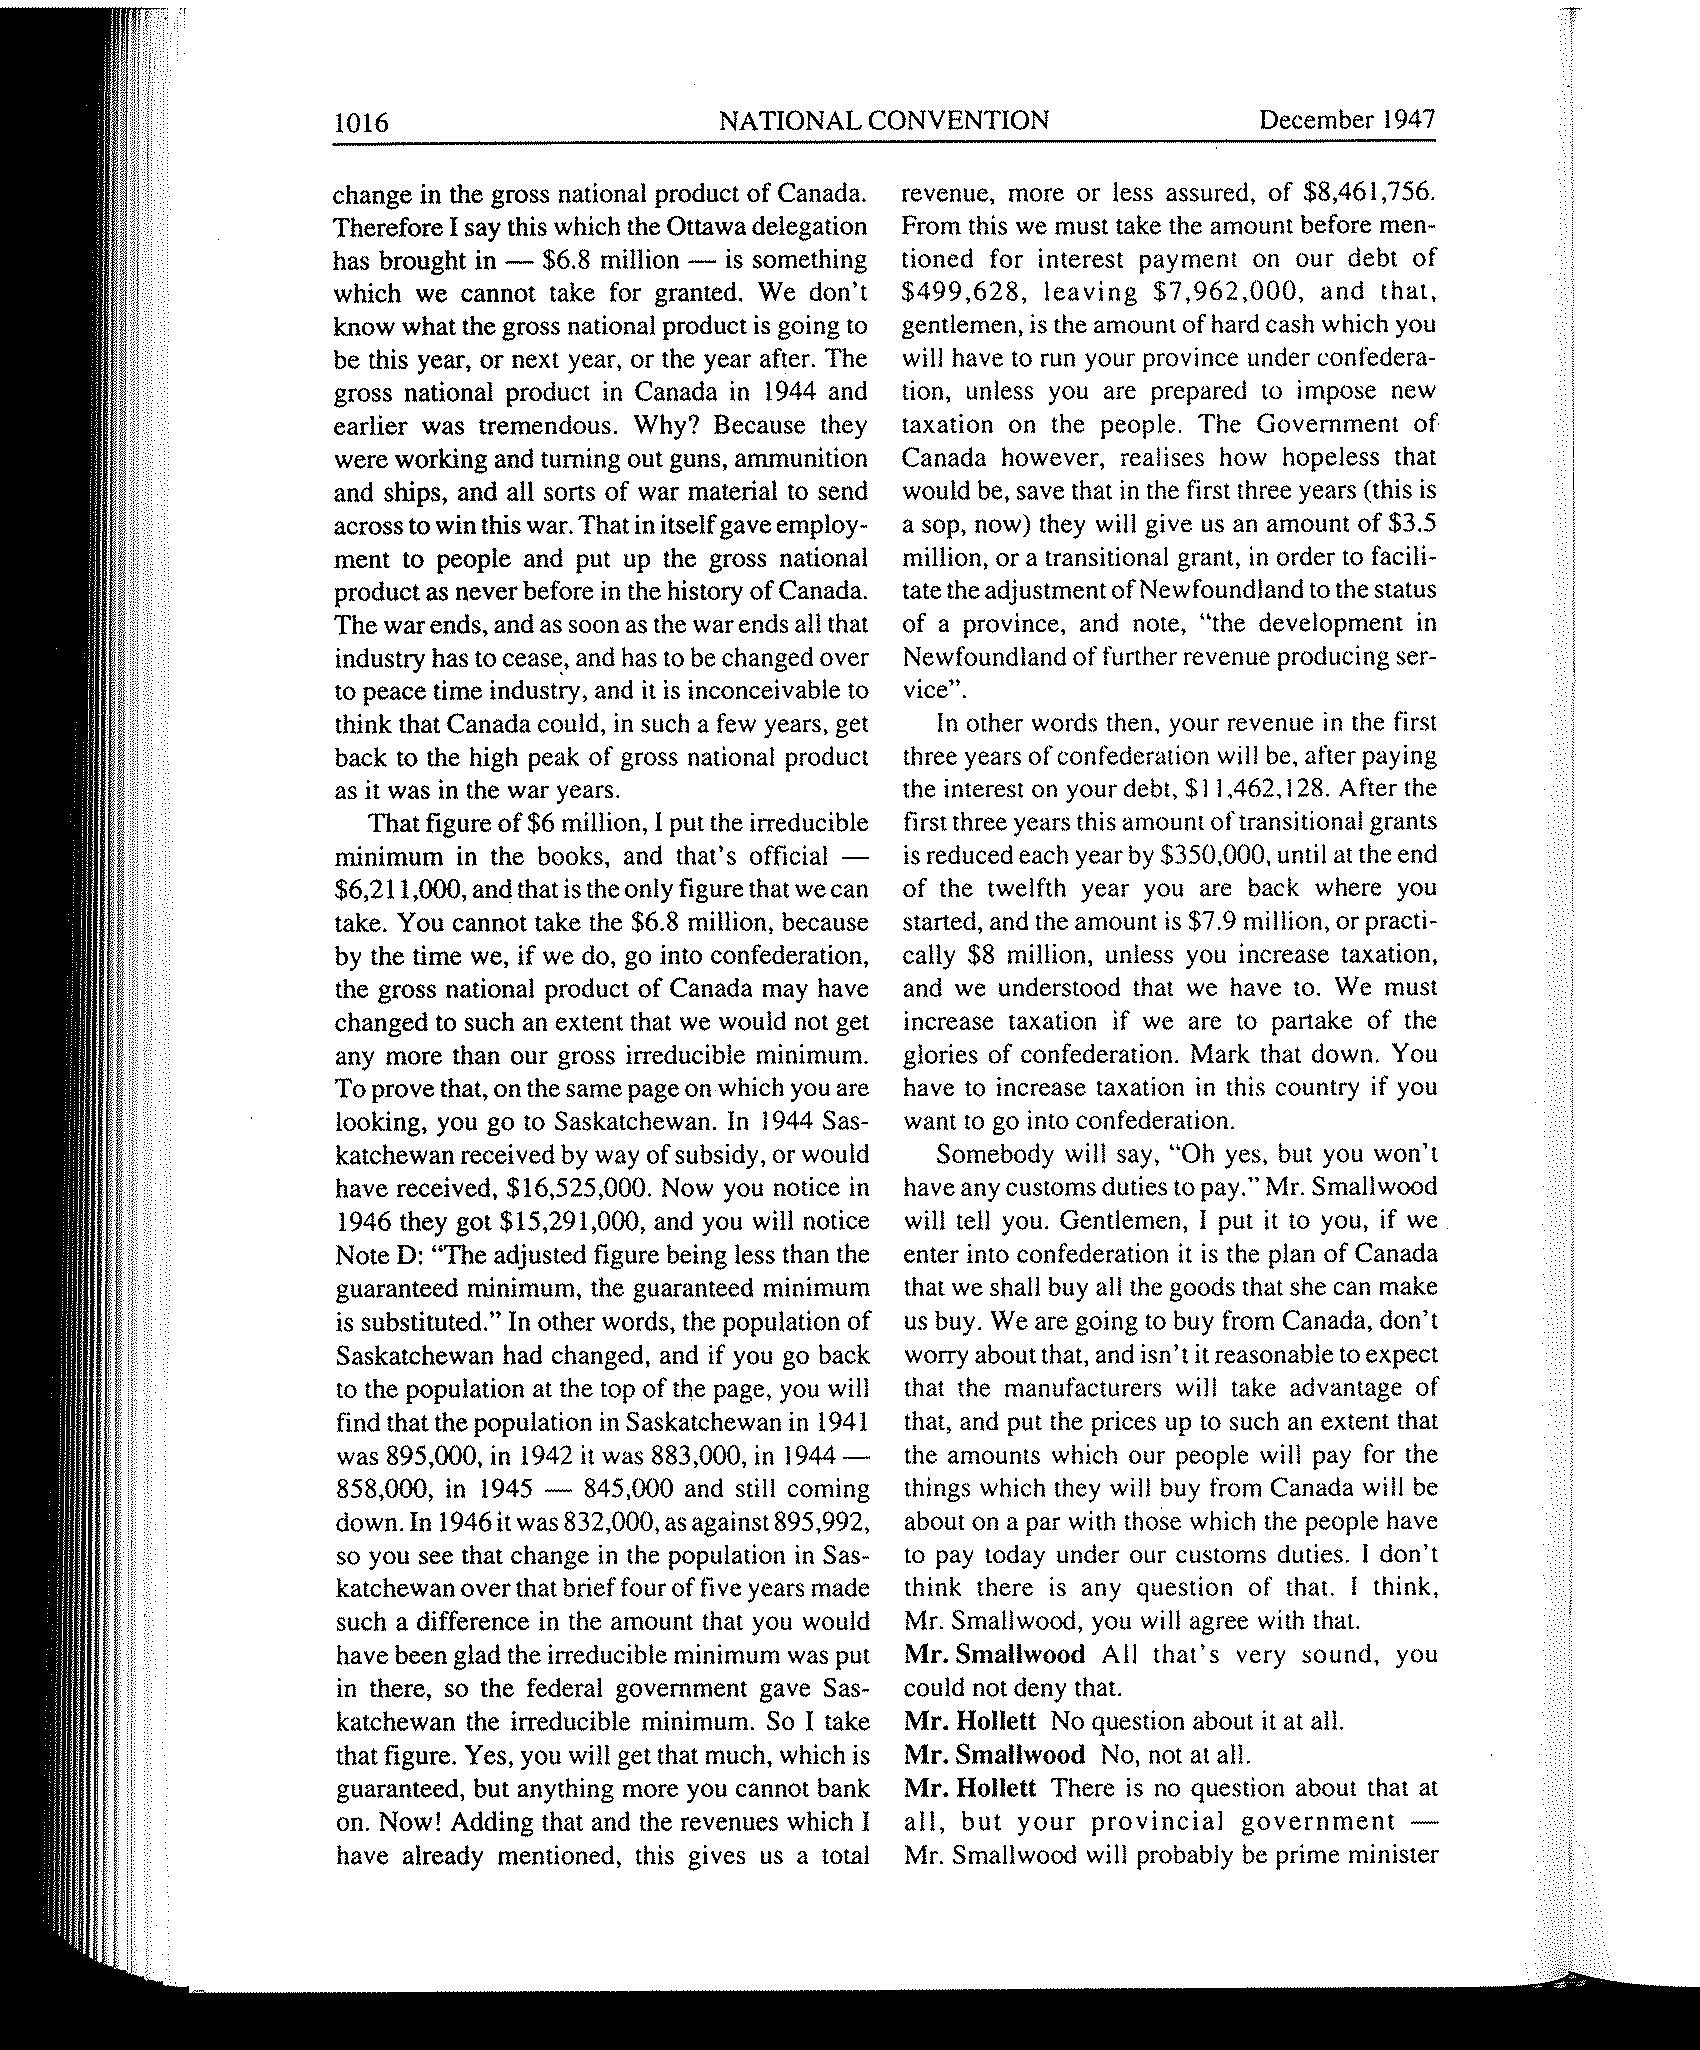 1016 NATIONAL CONVENTION December 1947
change in the gross national product of Canada.
Therefore I say this which the Ottawa delegation
has brought in — $6.8 million — is something
which we cannot take for granted. We don't
know what the gross national product is going to
be this year, or next year, or the year after. The
gross national product in Canada in 1944 and
earlier was tremendous. Why? Because they
were working and turning out guns, ammunition
and ships, and all sorts of war material to send
across to win this war. That in itself gave employ-
ment to people and put up the gross national
product as never before in the history of Canada.
The war ends, and as soon as the war ends all that
industry has to cease, and has to be changed over
to peace time industry, and it is inconceivable to
think that Canada could, in such a few years, get
back to the high peak of gross national product
as it was in the war years.
That figure of $6 million, I put the irreducible
minimum in the books, and that's official —
$6,211,000, and that is the only figure that we can
take. You cannot take the $6.8 million, because
by the time we, if we do, go into confederation,
the gross national product of Canada may have
changed to such an extent that we would not get
any more than our gross irreducible minimum.
To prove that, on the same page on which you are
looking, you go to Saskatchewan. In 1944 Sas-
katchewan received by way of subsidy, or would
have received, $16,525,000. Now you notice in
1946 they got $15,291,000, and you will notice
Note D: “The adjusted figure being less than the
guaranteed minimum, the guaranteed minimum
is substituted.” In other words, the population of
Saskatchewan had changed, and if you go back
to the population at the top of the page, you will
find that the population in Saskatchewan in 1941
was 895,000, in 1942 it was 883,000, in 1944 —
858,000, in 1945 — 845,000 and still coming
down. In 1946 it was 832,000, as against 895,992,
so you see that change in the population in Sas-
katchewan over that brief four of five years made
such a difference in the amount that you would
have been glad the irreducible minimum was put
in there, so the federal government gave Sas-
katchewan the irreducible minimum. So I take
that figure. Yes, you will get that much, which is
guaranteed, but anything more you cannot bank
on. Now! Adding that and the revenues which I
have already mentioned, this gives us a total
revenue, more or less assured, of $8,461,756.
From this we must take the amount before men-
tioned for interest payment on our debt of
$499,628, leaving $7,962,000, and that,
gentlemen, is the amount of hard cash which you
will have to run your province under confedera-
tion, unless you are prepared to impose new
taxation on the people. The Government of
Canada however, realises how hopeless that
would be, save that in the first three years (this is
a sop, now) they will give us an amount of $3.5
million, or a transitional grant, in order to facili-
tate the adjustment of Newfoundland to the status
of a province, and note, “the development in
Newfoundland of further revenue producing ser-
vice”.
In other words then, your revenue in the first
three years of confederation will be, after paying
the interest on your debt, $11,462,128. After the
first three years this amount of transitional grants
is reduced each year by $350,000, until at the end
of the twelfth year you are back where you
started, and the amount is $7.9 million, or practi-
cally $8 million, unless you increase taxation,
and we understood that we have to. We must
increase taxation if we are to partake of the
glories of confederation. Mark that down. You
have to increase taxation in this country if you
want to go into confederation.
Somebody will say, “Oh yes, but you won't
have any customs duties to pay.” Mr. Smallwood
will tell you. Gentlemen, I put it to you, if we
enter into confederation it is the plan of Canada
that we shall buy all the goods that she can make
us buy. We are going to buy from Canada, don't
worry about that, and isn't it reasonable to expect
that the manufacturers will take advantage of
that, and put the prices up to such an extent that
the amounts which our people will pay for the
things which they will buy from Canada will be
about on a par with those which the people have
to pay today under our customs duties. I don't
think there is any question of that. I think,
Mr. Smallwood, you will agree with that.
Mr. Smallwood All that's very sound, you
could not deny that.
Mr. Hollett No question about it at all.
Mr. Smallwood No, not at all.
Mr. Hollett There is no question about that at
all, but your provincial government —
Mr. Smallwood will probably be prime minister